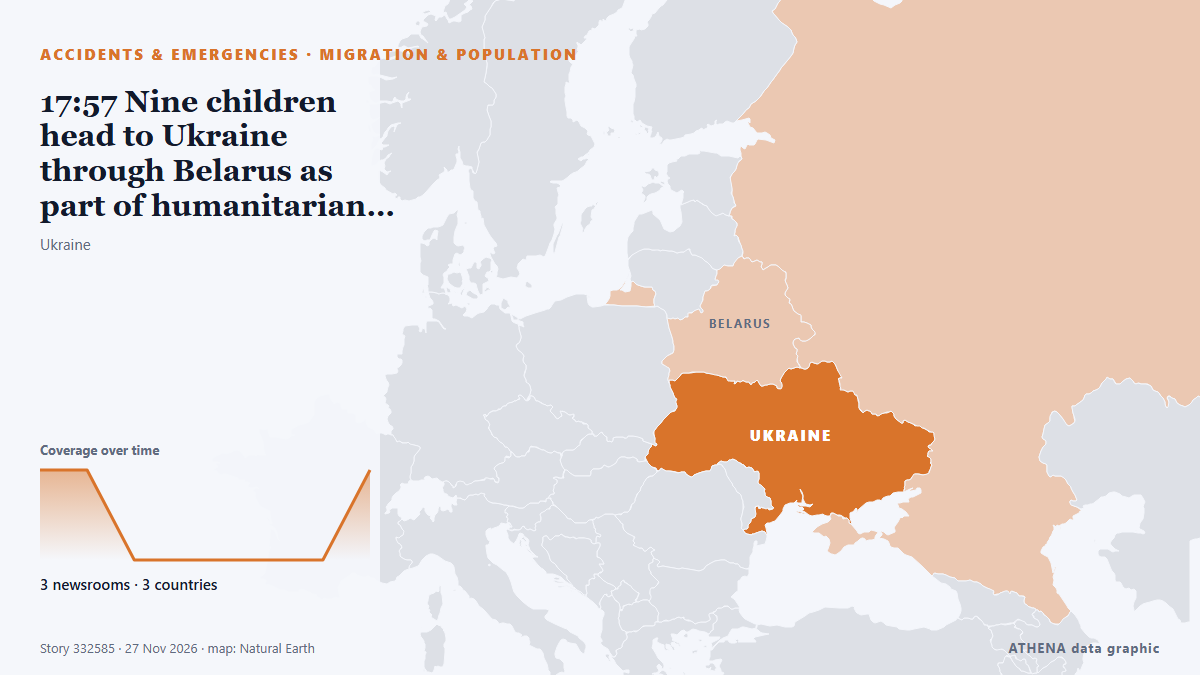 ACCIDENTS & EMERGENCIES · MIGRATION & POPULATION
17:57 Nine children
head to Ukraine
through Belarus as
part of humanitarian...
Ukraine
BELARUS
UKRAINE
Coverage over time
3 newsrooms · 3 countries
Story 332585 · 27 Nov 2026 · map: Natural Earth
ATHENA data graphic